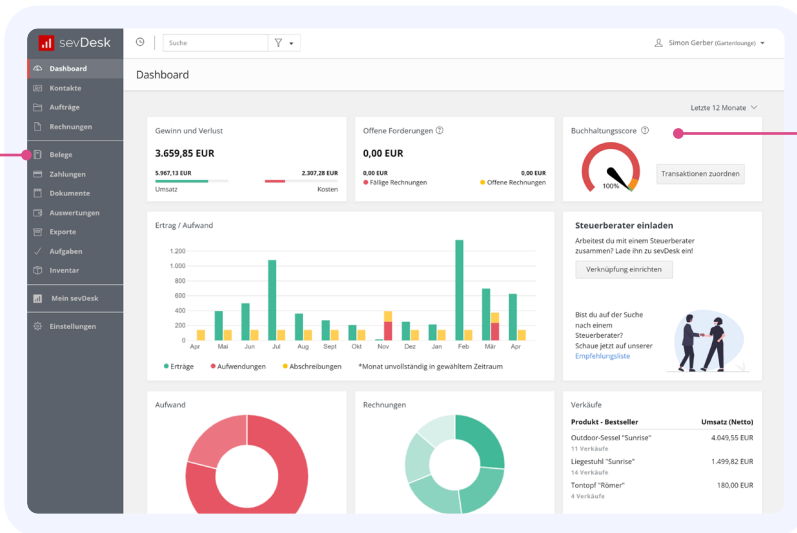 sevDesk
Suche
Simon Gerber (Gartenlounge)
Dashboard
Kontakte
Aufträge
Rechnungen
Belege
Zahlungen
Dokumente
Auswertungen
Exporte
Aufgaben
Inventar
Mein sevDesk
Einstellungen
Dashboard
Letzte 12 Monate
Gewinn und Verlust
3.659,85 EUR
5.967,13 EUR
2.307,28 EUR
Umsatz
Kosten
Offene Forderungen ?
0,00 EUR
0,00 EUR
0,00 EUR
Fällige Rechnungen
Offene Rechnungen
Buchhaltungsscore ?
100%
Transaktionen zuordnen
Ertrag / Aufwand
1.200
1.000
800
600
400
200
0
Apr Mai Jun Jul Aug Sept Okt Nov Dez Jan Feb Mär Apr
Erträge Aufwendungen Abschreibungen *Monat unvollständig in gewähltem Zeitraum
Steuerberater einladen
Arbeitest du mit einem Steuerberater
zusammen? Lade ihn zu sevDesk ein!
Verknüpfung einrichten
Bist du auf der Suche
nach einem
Steuerberater?
Schaue jetzt auf unserer
Empfehlungsliste
Aufwand
Rechnungen
Verkäufe
Produkt - Bestseller Umsatz (Netto)
Outdoor-Sessel "Sunrise" 4.049,55 EUR
11 Verkäufe
Liegestuhl "Sunrise" 1.499,82 EUR
14 Verkäufe
Tontopf "Römer" 180,00 EUR
4 Verkäufe